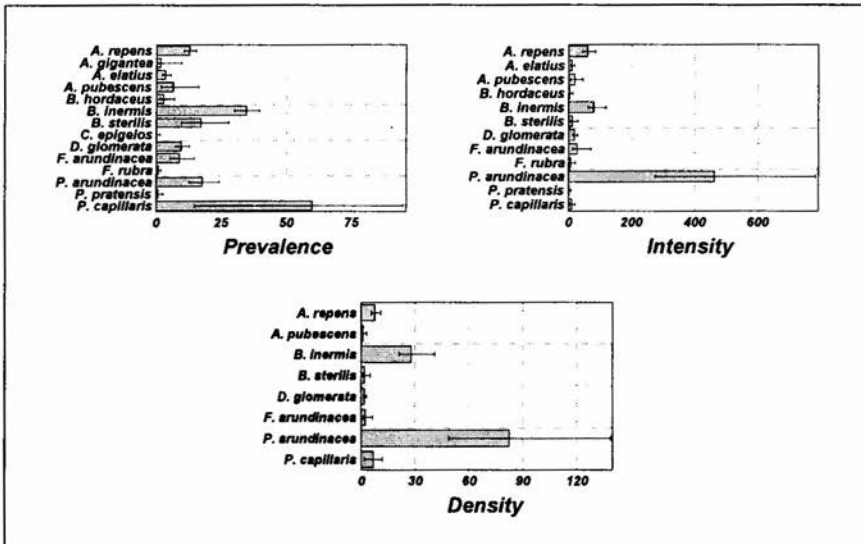 A. repens
A. gigantea
A. elatius
A. pubescens
B. hordaceus
B. inermis
B. sterilis
C. epigeios
D. glomerata
F. arundinacea
F. rubra
P. arundinacea
P. pratensis
P. capillaris
25 50 75
Prevalence
A. repens
A. elatius
A. pubescens
B. hordaceus
B. inermis
B. sterilis
D. glomerata
F. arundinacea
F. rubra
P. arundinacea
P. pratensis
P. capillaris
0 200 400 600
Intensity
A. repens
A. pubescens
B. inermis
B. sterilis
D. glomerata
F. arundinacea
P. arundinacea
P. capillaris
0 30 60 90 120
Density